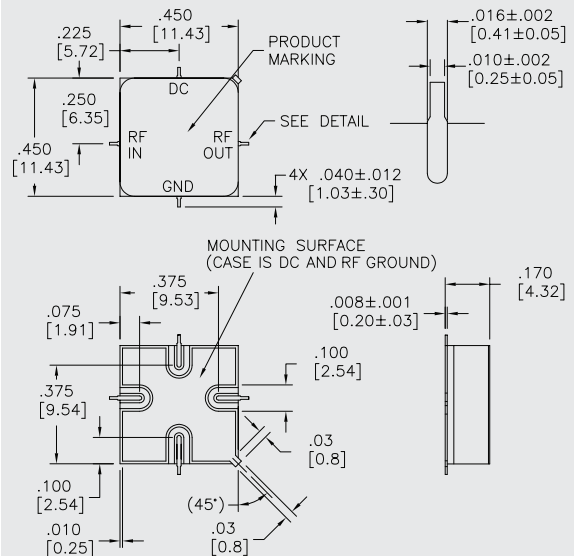 .450
[11.43]
.225
[5.72]
PRODUCT
MARKING
.016±.002
[0.41±0.05]
.010±.002
[0.25±0.05]
DC
.250
[6.35]
RF
IN
RF
OUT
SEE DETAIL
.450
[11.43]
GND
4X .040±.012
[1.03±.30]
MOUNTING SURFACE
(CASE IS DC AND RF GROUND)
.375
[9.53]
.170
[4.32]
.075
[1.91]
.008±.001
[0.20±.03]
.100
[2.54]
.375
[9.54]
.03
[0.8]
.100
[2.54]
(45°)
.03
[0.8]
.010
[0.25]